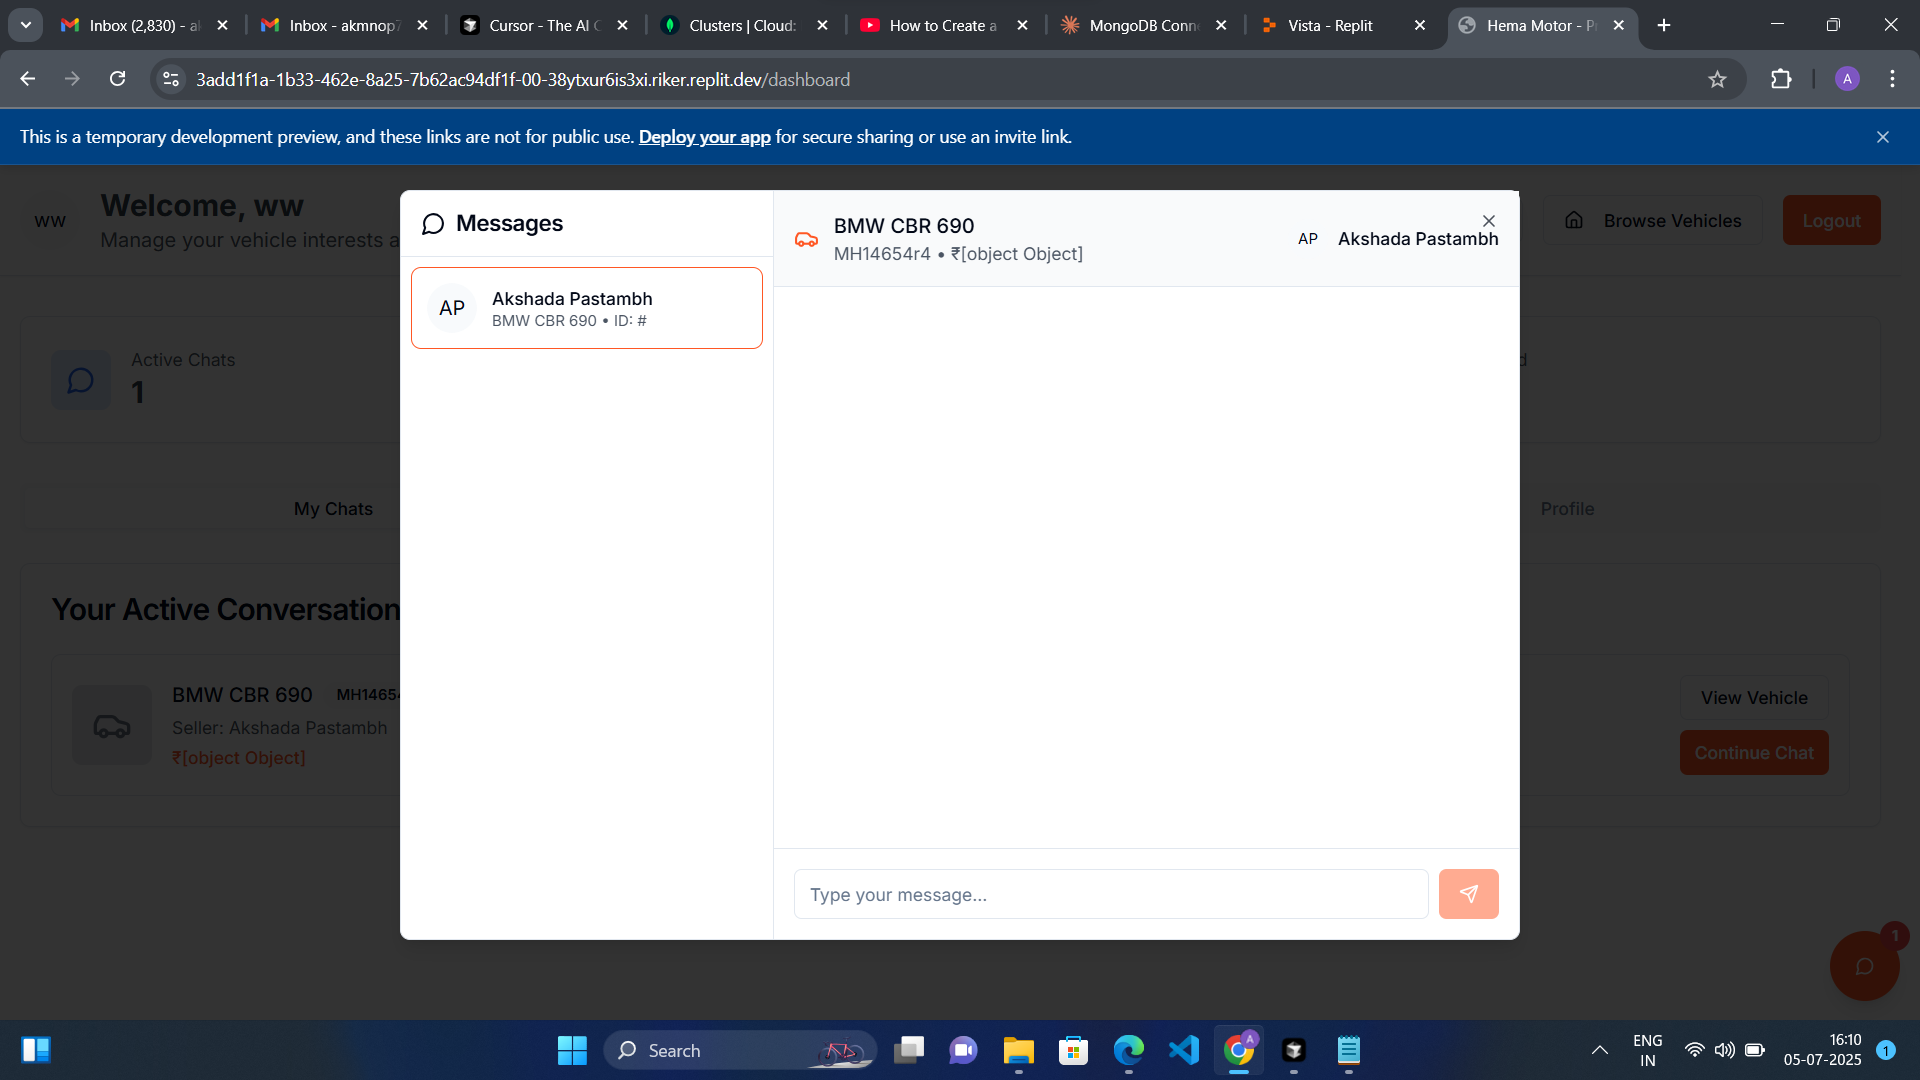 Inbox (2,830) - a
Inbox - akmnop7
Cursor - The AI C
Clusters | Cloud:
How to Create a
MongoDB Conn
Vista - Replit
Hema Motor - P
3add1f1a-1b33-462e-8a25-7b62ac94df1f-00-38ytxur6is3xi.riker.replit.dev/dashboard
A
This is a temporary development preview, and these links are not for public use. Deploy your app for secure sharing or use an invite link.
WW
Welcome, ww
Manage your vehicle interests a
Browse Vehicles
Logout
Messages
BMW CBR 690
MH14654r4 • ₹[object Object]
AP
Akshada Pastambh
AP
Akshada Pastambh
BMW CBR 690 • ID: #
Active Chats
1
d
My Chats
Profile
Your Active Conversation
BMW CBR 690
MH14654
Seller: Akshada Pastambh
₹[object Object]
View Vehicle
Continue Chat
Type your message...
1
Search
A
ENG
IN
16:10
05-07-2025
1